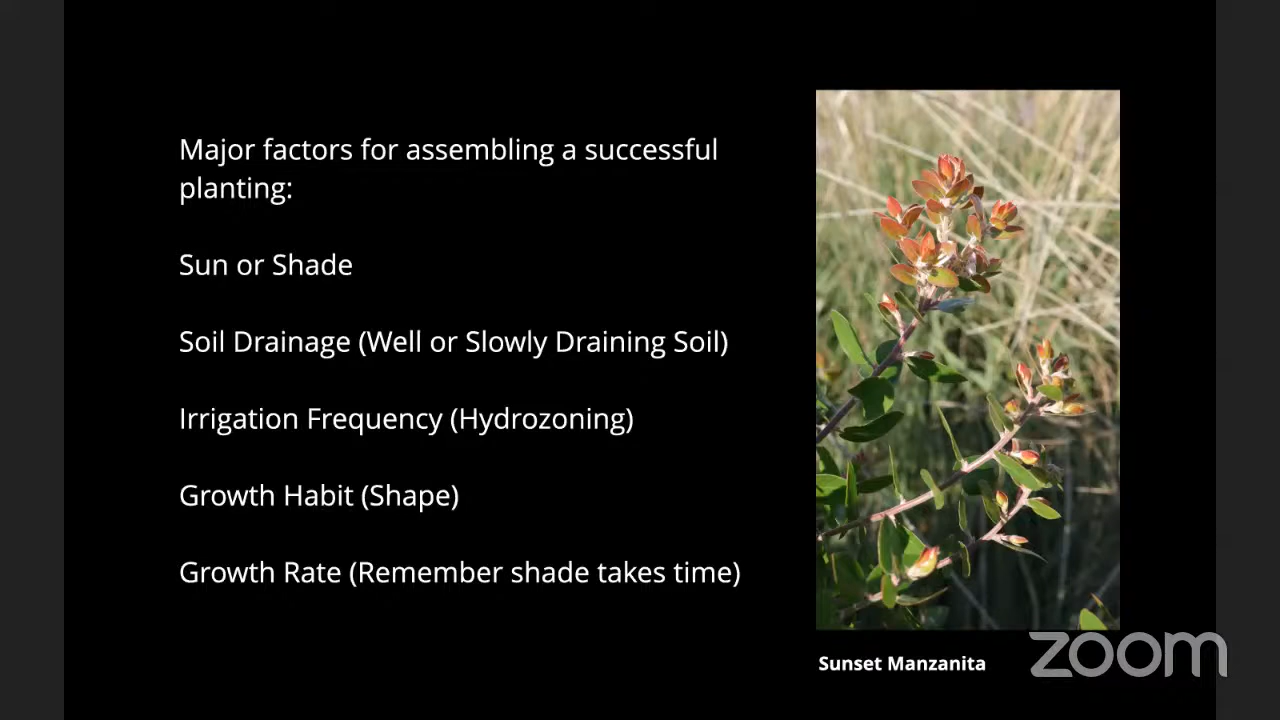 Major factors for assembling a successful
planting:
Sun or Shade
Soil Drainage (Well or Slowly Draining Soil)
Irrigation Frequency (Hydrozoning)
Growth Habit (Shape)
Growth Rate (Remember shade takes time)
Sunset Manzanita
zoom